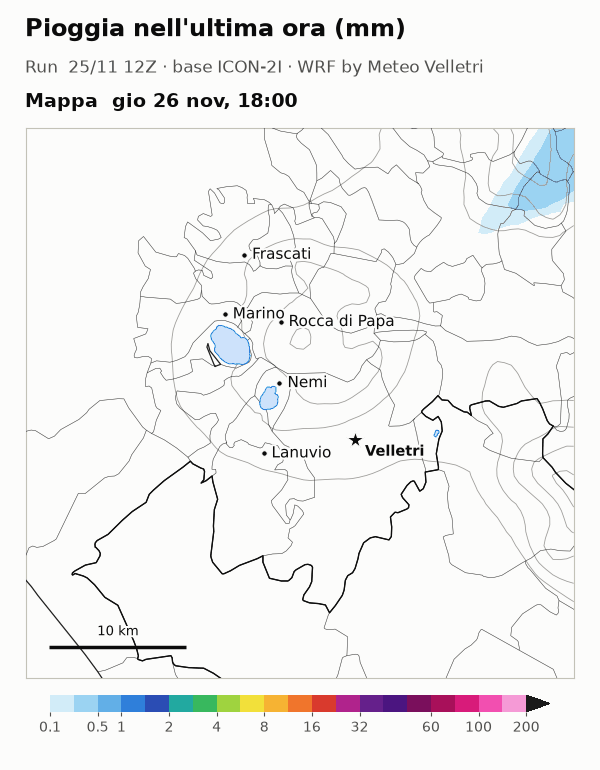 Pioggia nell'ultima ora (mm)
Run 25/11 12Z · base ICON-2I · WRF by Meteo Velletri
Mappa gio 26 nov, 18:00
Frascati
Marino
Rocca di Papa
Nemi
Velletri
Lanuvio
10 km
0.1 0.5 1 2 4 8 16 32 60 100 200